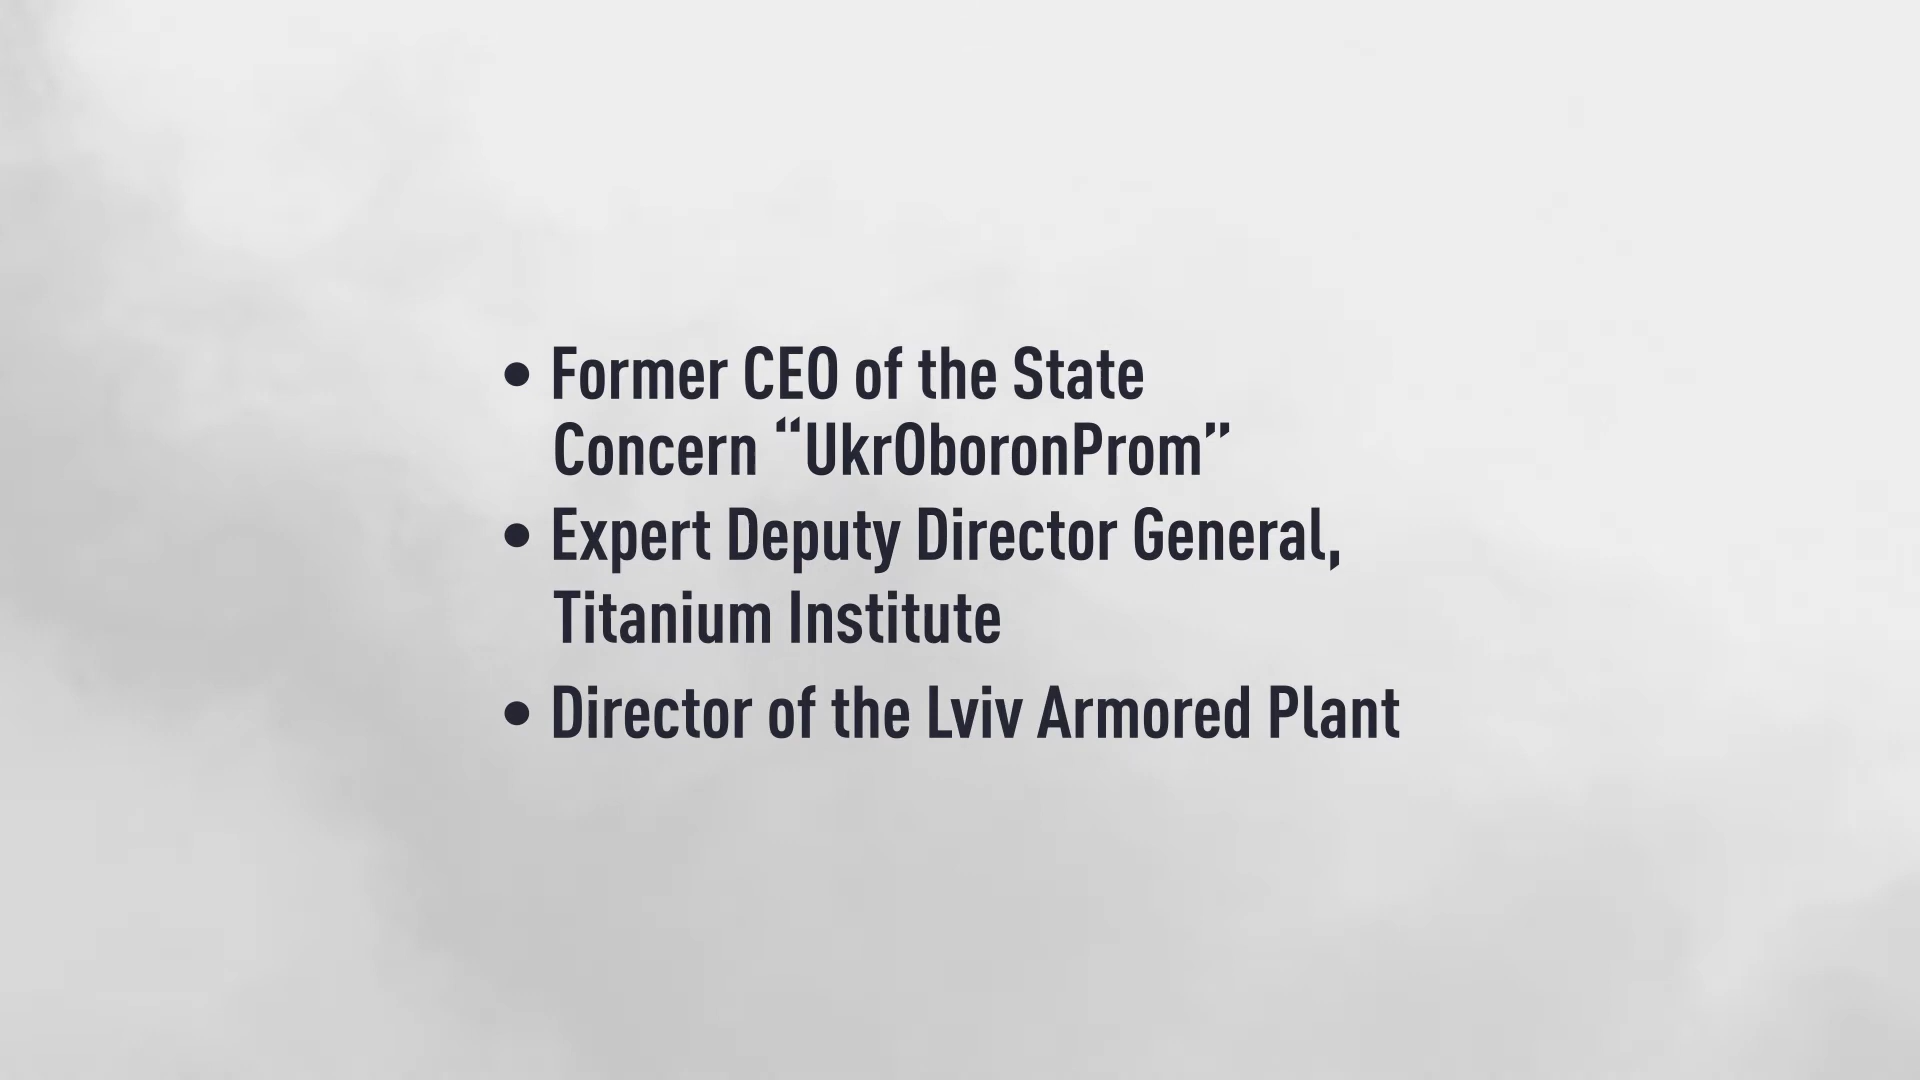 • Former CEO of the State
Concern “UkrOboronProm”
• Expert Deputy Director General,
Titanium Institute
• Director of the Lviv Armored Plant